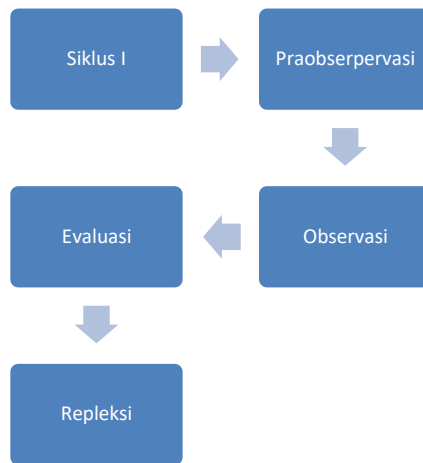 Siklus I
Praobserpervasi
Observasi
Evaluasi
Repleksi